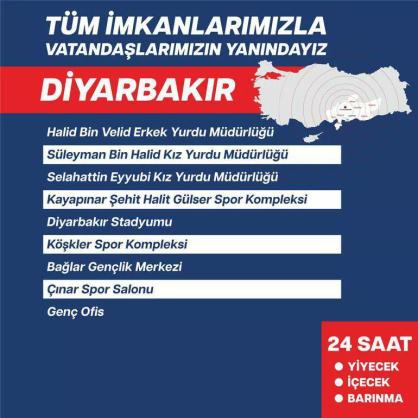 TÜM İMKANLARIMIZLA
VATANDAŞLARIMIZIN YANINDAYIZ
DİYARBAKIR
Halid Bin Velid Erkek Yurdu Müdürlüğü
Süleyman Bin Halid Kız Yurdu Müdürlüğü
Selahattin Eyyubi Kız Yurdu Müdürlüğü
Kayapınar Şehit Halit Gülser Spor Kompleksi
Diyarbakır Stadyumu
Köşkler Spor Kompleksi
Bağlar Gençlik Merkezi
Çınar Spor Salonu
Genç Ofis
24 SAAT
● YİYECEK
● İÇECEK
● BARINMA